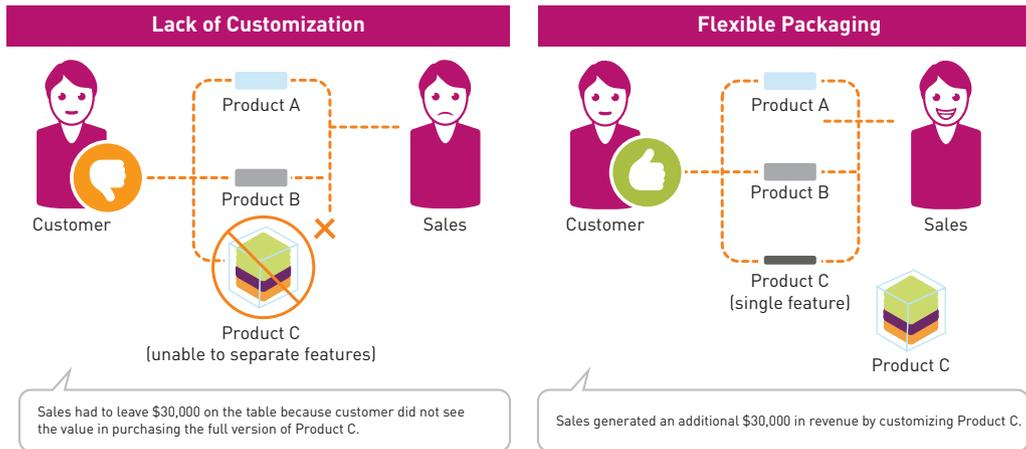 Lack of Customization
Product A
Product B
Customer
Sales
Product C
(unable to separate features)
Sales had to leave $30,000 on the table because customer did not see
the value in purchasing the full version of Product C.
Flexible Packaging
Product A
Product B
Customer
Sales
Product C
(single feature)
Product C
Sales generated an additional $30,000 in revenue by customizing Product C.